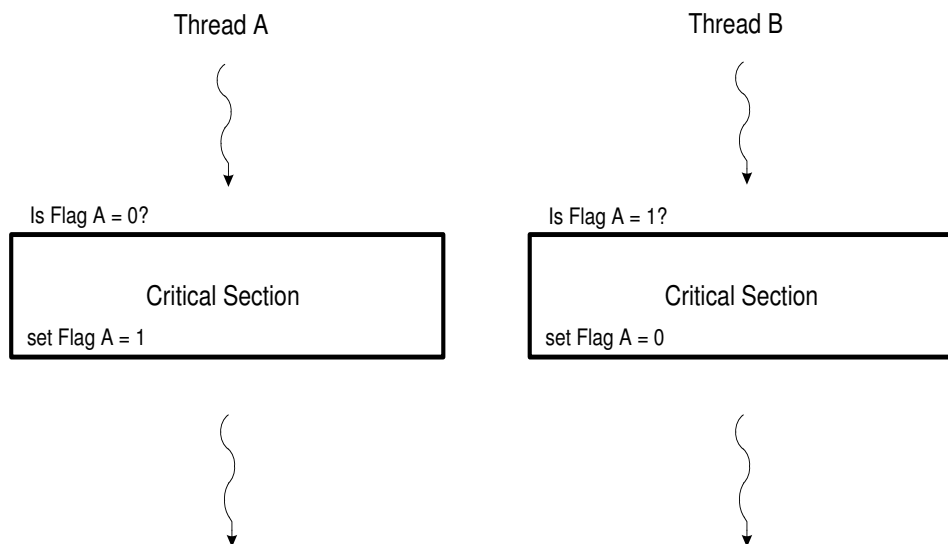 Thread A
Thread B
Is Flag A = 0?
Is Flag A = 1?
Critical Section
Critical Section
set Flag A = 1
set Flag A = 0